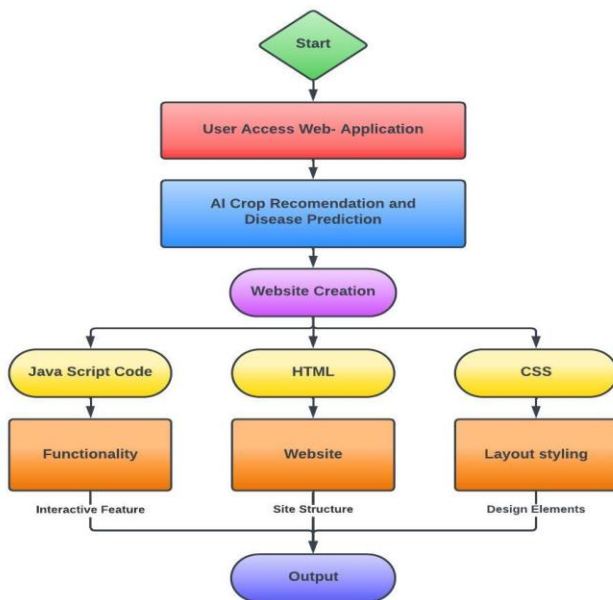 Start
User Access Web- Application
AI Crop Recomendation and
Disease Prediction
Website Creation
Java Script Code
HTML
CSS
Functionality
Website
Layout styling
Interactive Feature
Site Structure
Design Elements
Output